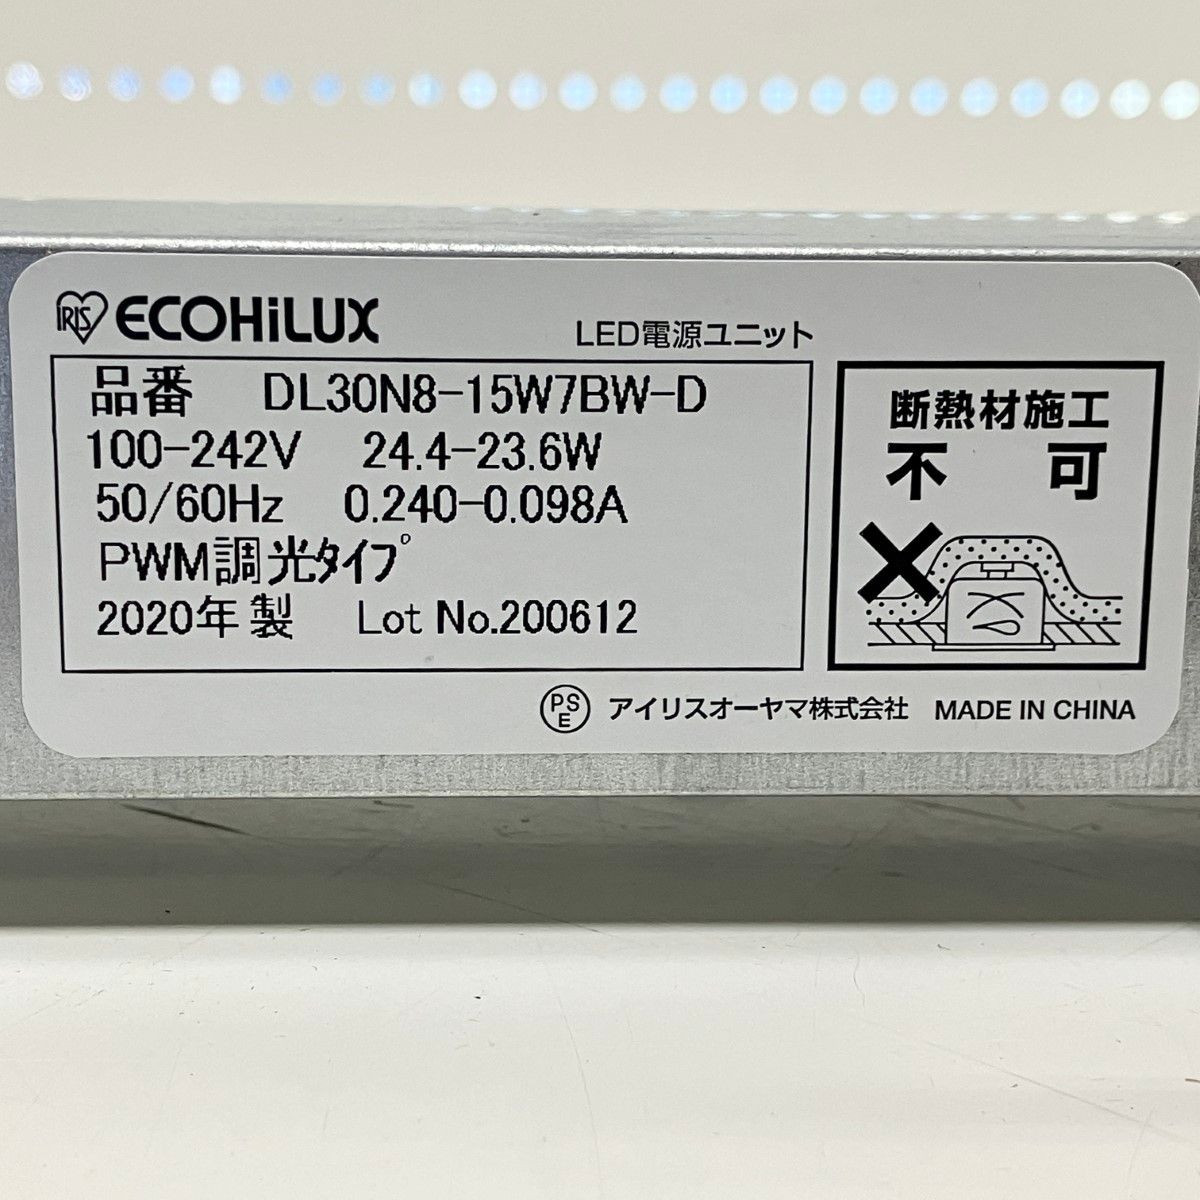 IRIS ECOHiLUX
LED電源ユニット
品番 DL30N8-15W7BW-D
100-242V 24.4-23.6W
50/60Hz 0.240-0.098A
PWM調光タイプ
2020年製 Lot No.200612
断熱材施工
不可
PSE アイリスオーヤマ株式会社 MADE IN CHINA